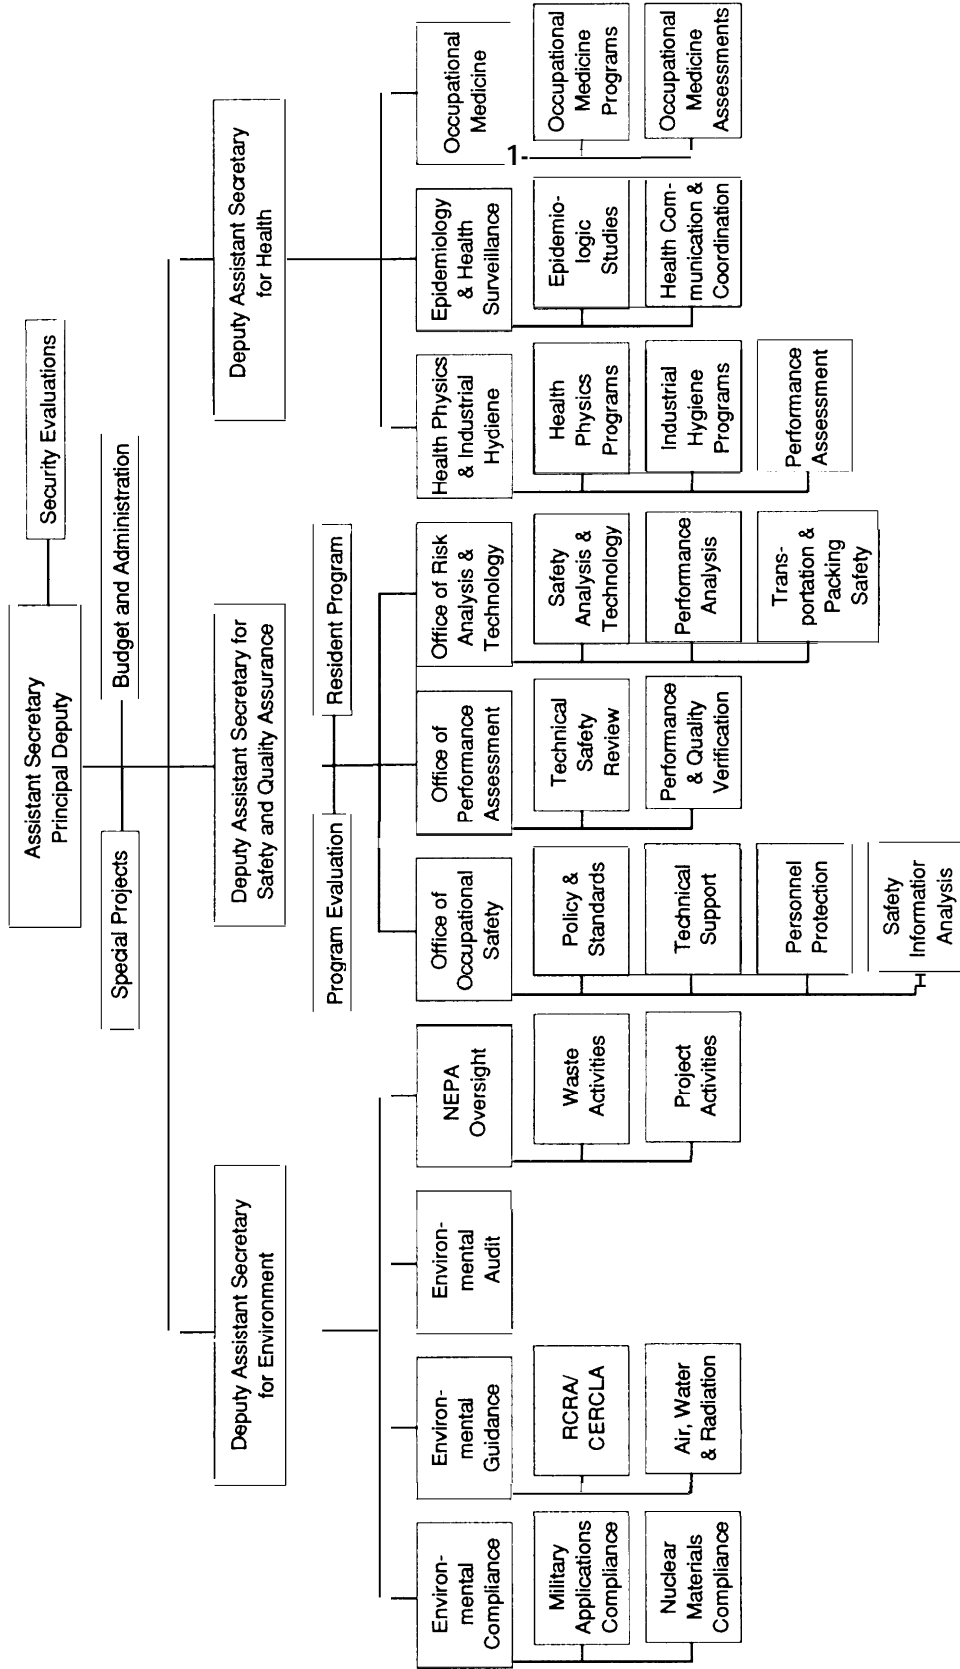 Assistant Secretary
Principal Deputy
Security Evaluations
Special Projects
Budget and Administration
Deputy Assistant Secretary
for Environment
Deputy Assistant Secretary for
Safety and Quality Assurance
Deputy Assistant Secretary
for Health
Program Evaluation
Resident Program
Environ-
mental
Compliance
Military
Applications
Compliance
Nuclear
Materials
Compliance
Environ-
mental
Guidance
RCRA/
CERCLA
Air, Water
& Radiation
Environ-
mental
Audit
NEPA
Oversight
Waste
Activities
Project
Activities
Office of
Occupational
Safety
Policy &
Standards
Technical
Support
Personnel
Protection
Safety
Information
Analysis
Office of
Performance
Assessment
Technical
Safety
Review
Performance
& Quality
Verification
Office of Risk
Analysis &
Technology
Safety
Analysis &
Technology
Performance
Analysis
Trans-
portation &
Packing
Safety
Health Physics
& Industrial
Hydiene
Health
Physics
Programs
Industrial
Hygiene
Programs
Performance
Assessment
Epidemiology
& Health
Surveillance
Epidemio-
logic
Studies
Health Com-
munication &
Coordination
Occupational
Medicine
Occupational
Medicine
Programs
Occupational
Medicine
Assessments